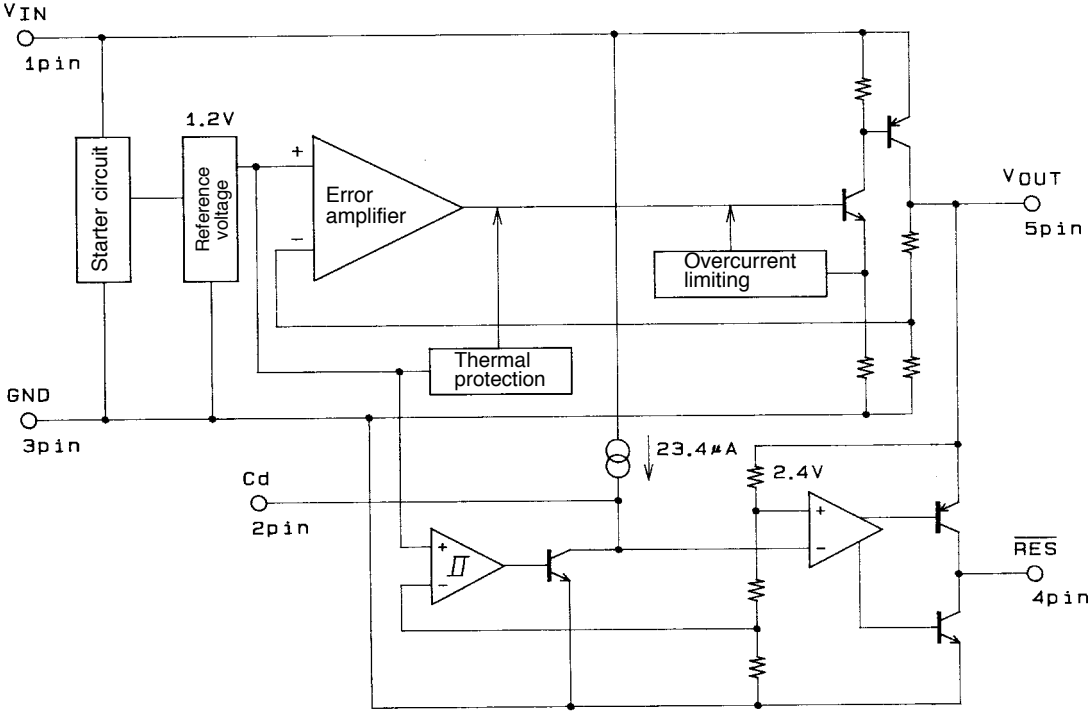 VIN
1pin
1.2V
Starter circuit
Reference
voltage
+
−
Error
amplifier
Overcurrent
limiting
VOUT
5pin
Thermal
protection
GND
3pin
23.4μA
Cd
2pin
2.4V
+
−
+
−
RES
4pin